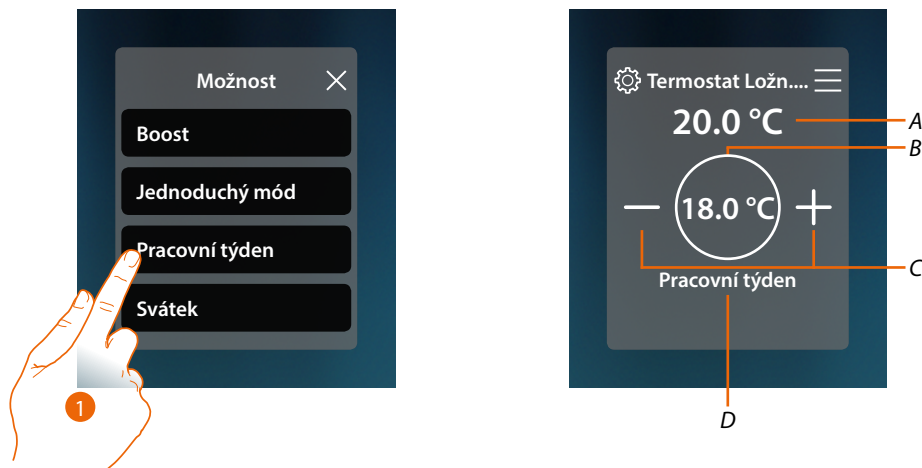 Možnost
Boost
Jednoduchý mód
Pracovní týden
Svátek
1
Termostat Ložn....
20.0 °C
A
B
18.0 °C
C
Pracovní týden
D